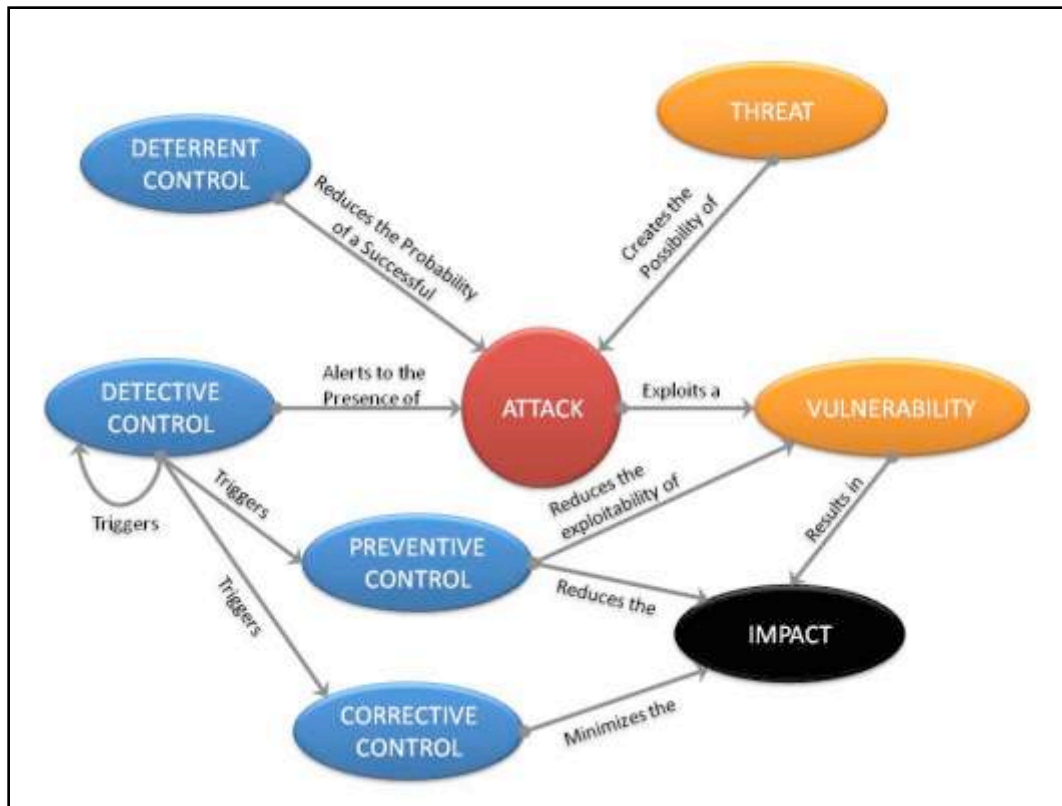 THREAT
DETERRENT
CONTROL
Reduces the Probability
of a Successful
Creates the
Possibility of
DETECTIVE
CONTROL
Alerts to the
Presence of
ATTACK
Exploits a
VULNERABILITY
Triggers
Triggers
Reduces the
exploitability of
Results in
PREVENTIVE
CONTROL
Triggers
Reduces the
IMPACT
CORRECTIVE
CONTROL
Minimizes the